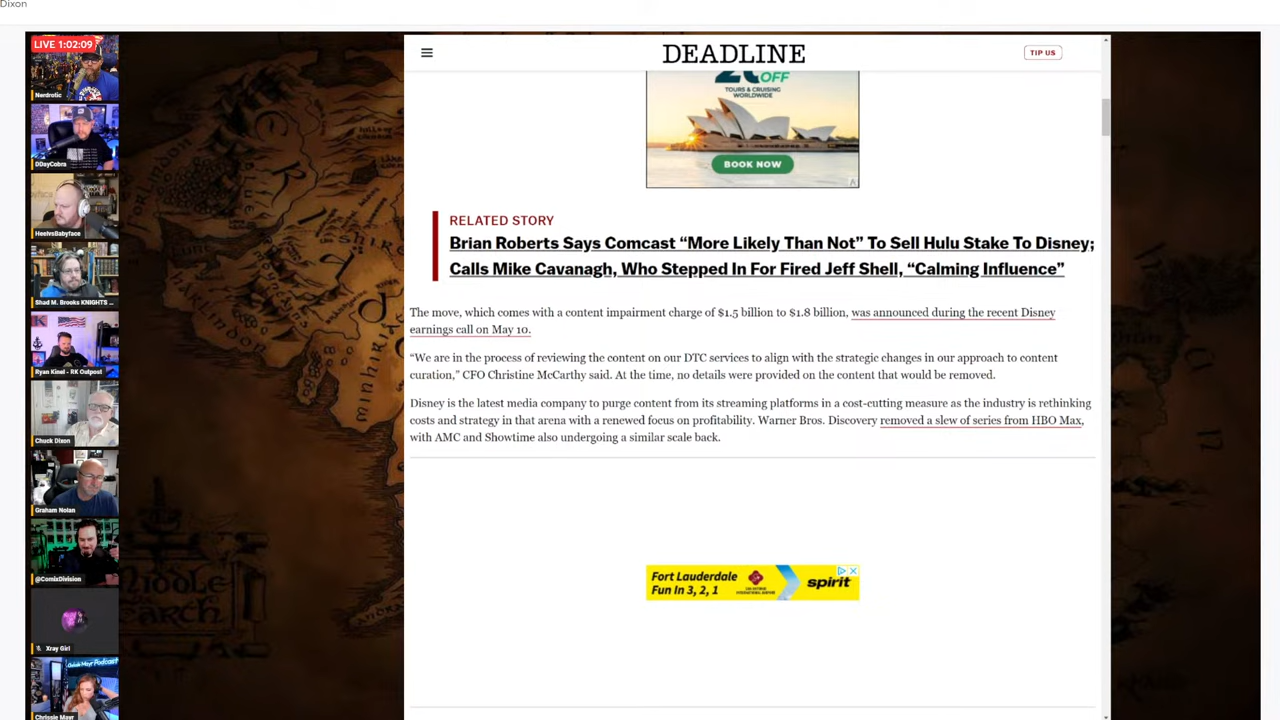 Dixon
LIVE 1:02:09
Nerdrotic
DDayCobra
HeelvsBabyface
Shad M. Brooks KNIGHTS ...
Ryan Kinel - RK Outpost
Chuck Dixon
Graham Nolan
@ComixDivision
Xray Girl
Chrissie Mayr
DEADLINE
TIP US
OFF
TOURS & CRUISING
WORLDWIDE
BOOK NOW
RELATED STORY
Brian Roberts Says Comcast “More Likely Than Not” To Sell Hulu Stake To Disney;
Calls Mike Cavanagh, Who Stepped In For Fired Jeff Shell, “Calming Influence”
The move, which comes with a content impairment charge of $1.5 billion to $1.8 billion, was announced during the recent Disney
earnings call on May 10.
“We are in the process of reviewing the content on our DTC services to align with the strategic changes in our approach to content
curation,” CFO Christine McCarthy said. At the time, no details were provided on the content that would be removed.
Disney is the latest media company to purge content from its streaming platforms in a cost-cutting measure as the industry is rethinking
costs and strategy in that arena with a renewed focus on profitability. Warner Bros. Discovery removed a slew of series from HBO Max,
with AMC and Showtime also undergoing a similar scale back.
Fort Lauderdale
Fun In 3, 2, 1
spirit
SHIRE
MIDDLE
EARTH